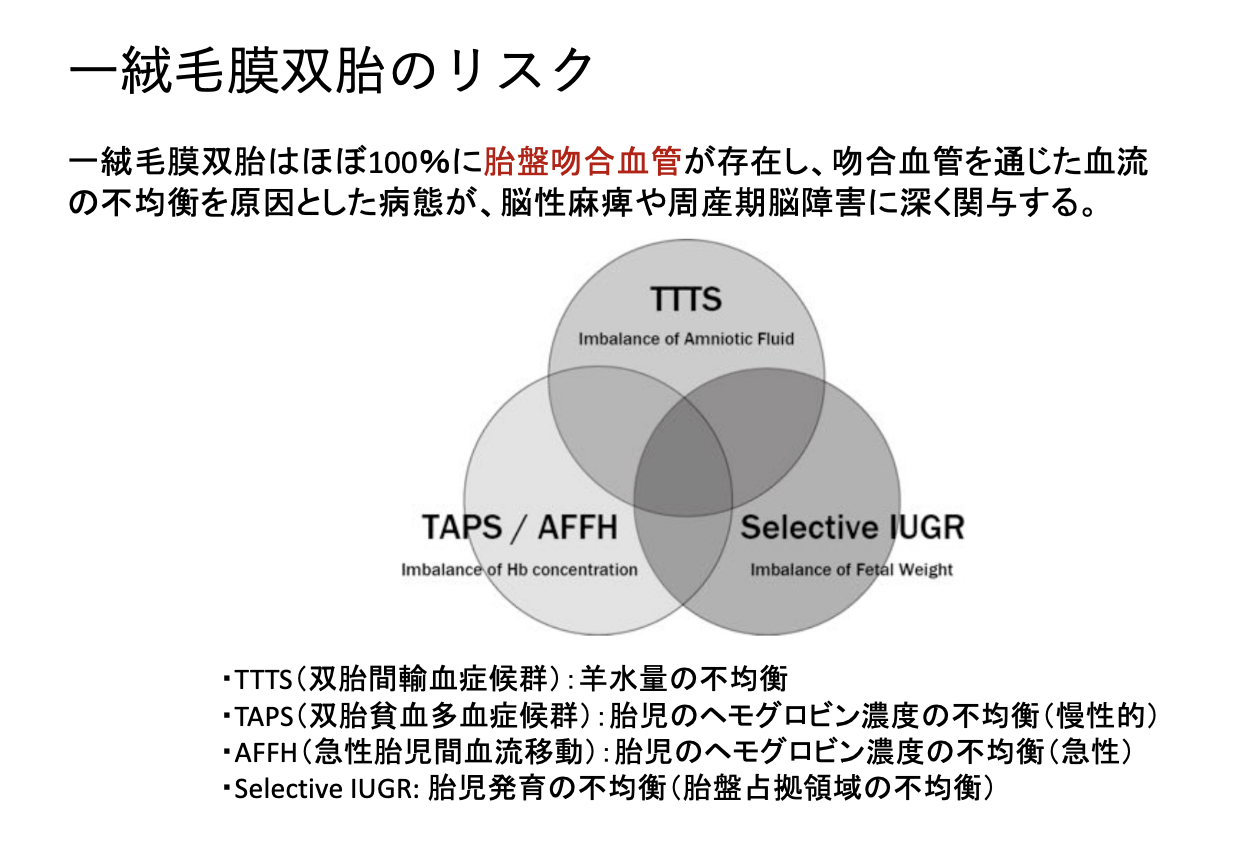 一絨毛膜双胎のリスク
一絨毛膜双胎はほぼ100%に胎盤吻合血管が存在し、吻合血管を通じた血流
の不均衡を原因とした病態が、脳性麻痺や周産期脳障害に深く関与する。
TTTS
Imbalance of Amniotic Fluid
TAPS / AFFH
Imbalance of Hb concentration
Selective IUGR
Imbalance of Fetal Weight
・TTTS（双胎間輸血症候群）：羊水量の不均衡
・TAPS（双胎貧血多血症候群）：胎児のヘモグロビン濃度の不均衡（慢性的）
・AFFH（急性胎児間血流移動）：胎児のヘモグロビン濃度の不均衡（急性）
・Selective IUGR: 胎児発育の不均衡（胎盤占拠領域の不均衡）